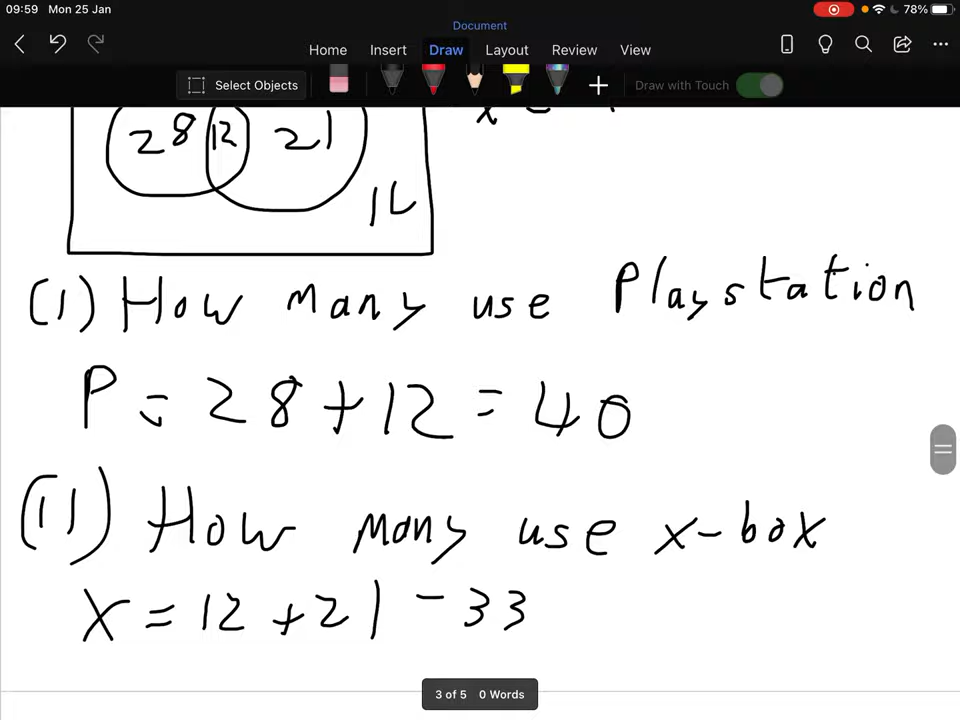 09:59 Mon 25 Jan
78%
Document
Home Insert Draw Layout Review View
Select Objects
Draw with Touch
28 12 21
(1) How many use Playstation
P = 28 + 12 = 40
(11) How many use x-box
X = 12 + 21 - 33
3 of 5 0 Words